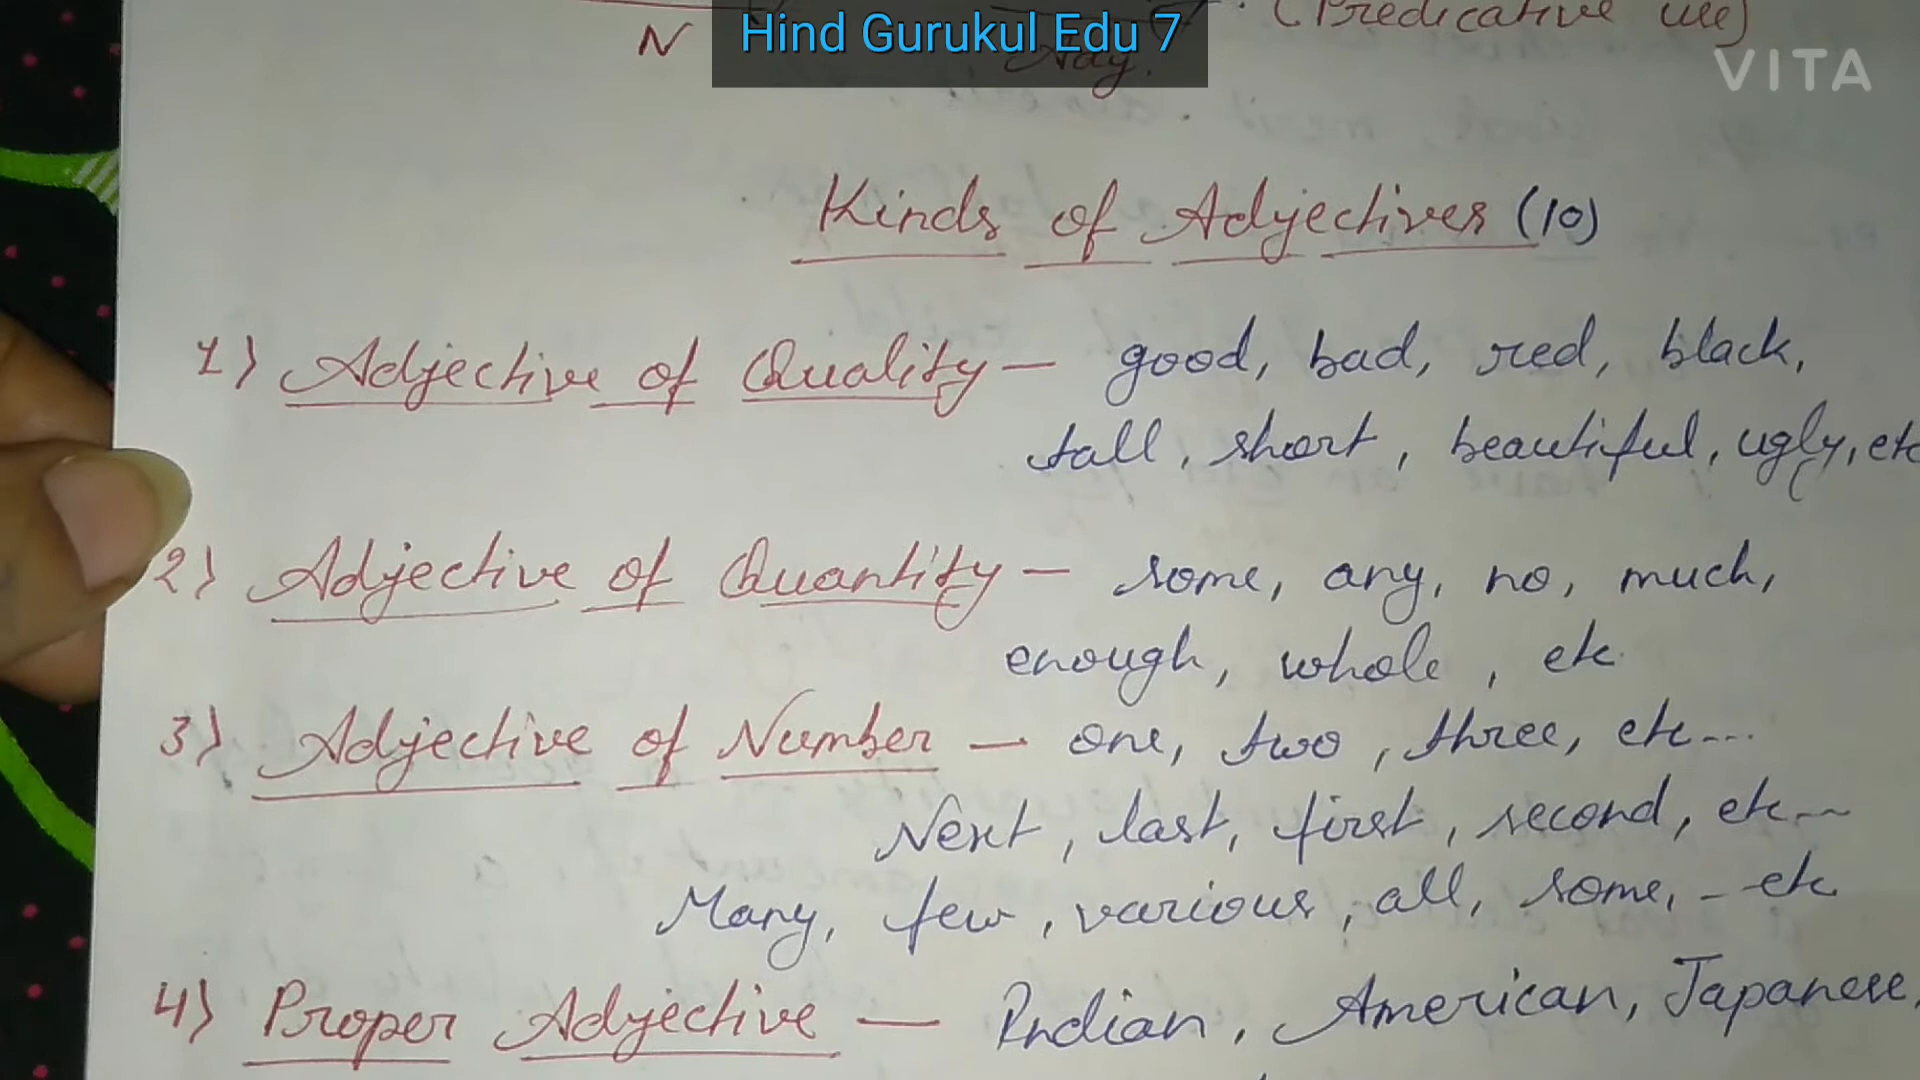 (Predicative use)
N
Hind Gurukul Edu 7
VITA
Kinds of Adjectives (10)
1) Adjective of Quality — good, bad, red, black,
tall, short, beautiful, ugly, etc
2) Adjective of Quantity — some, any, no, much,
enough, whole, etc
3) Adjective of Number — one, two, three, etc...
Next, last, first, second, etc...
Many, few, various, all, some, - etc
4) Proper Adjective — Indian, American, Japanese,